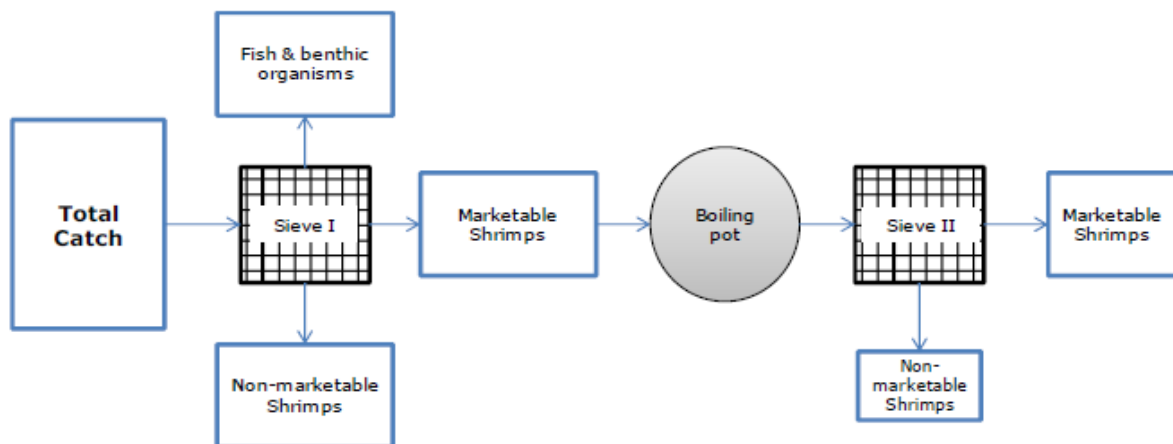 Fish & benthic
organisms
Total
Catch
Sieve I
Marketable
Shrimps
Boiling
pot
Sieve II
Marketable
Shrimps
Non-marketable
Shrimps
Non-
marketable
Shrimps